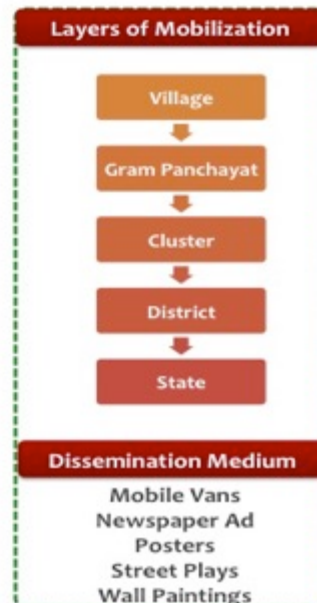 Layers of Mobilization
Village
Gram Panchayat
Cluster
District
State
Dissemination Medium
Mobile Vans
Newspaper Ad
Posters
Street Plays
Wall Paintings